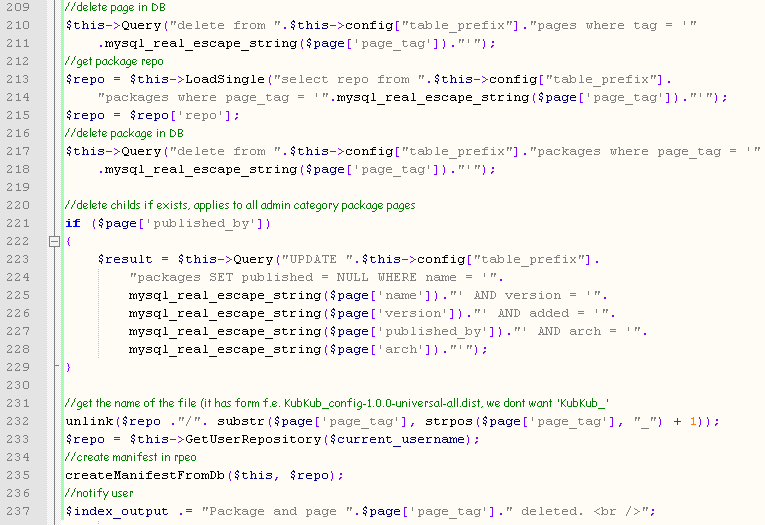 209 //delete page in DB
210 $this->Query("delete from ".$this->config["table_prefix"]."pages where tag = '"
211 .mysql_real_escape_string($page['page_tag'])."'");
212 //get package repo
213 $repo = $this->LoadSingle("select repo from ".$this->config["table_prefix"].
214 "packages where page_tag = '".mysql_real_escape_string($page['page_tag'])."'");
215 $repo = $repo['repo'];
216 //delete package in DB
217 $this->Query("delete from ".$this->config["table_prefix"]."packages where page_tag = '"
218 .mysql_real_escape_string($page['page_tag'])."'");
219
220 //delete childs if exists, applies to all admin category package pages
221 if ($page['published_by'])
222 {
223 $result = $this->Query("UPDATE ".$this->config["table_prefix"].
224 "packages SET published = NULL WHERE name = '".
225 mysql_real_escape_string($page['name'])."' AND version = '".
226 mysql_real_escape_string($page['version'])."' AND added = '".
227 mysql_real_escape_string($page['published_by'])."' AND arch = '".
228 mysql_real_escape_string($page['arch'])."'");
229 }
230
231 //get the name of the file (it has form f.e. KubKub_config-1.0.0-universal-all.dist, we dont want 'KubKub_'
232 unlink($repo ."/". substr($page['page_tag'], strpos($page['page_tag'], "_") + 1));
233 $repo = $this->GetUserRepository($current_username);
234 //create manifest in rpeo
235 createManifestFromDb($this, $repo);
236 //notify user
237 $index_output .= "Package and page ".$page['page_tag']." deleted. <br />";